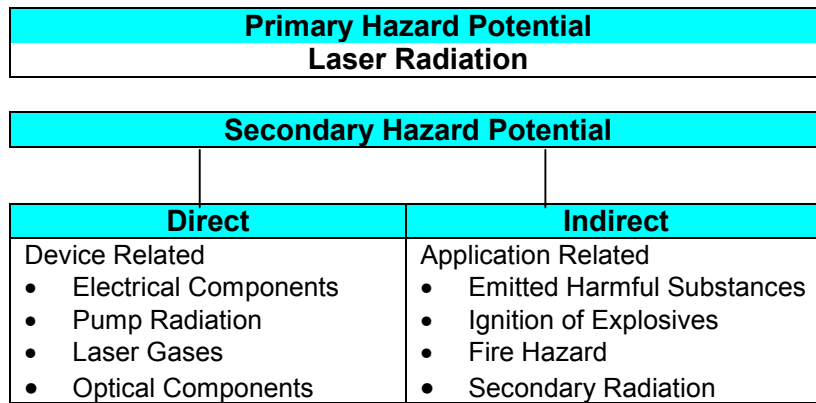 Primary Hazard Potential
Laser Radiation
Secondary Hazard Potential
Direct
Device Related
• Electrical Components
• Pump Radiation
• Laser Gases
• Optical Components
Indirect
Application Related
• Emitted Harmful Substances
• Ignition of Explosives
• Fire Hazard
• Secondary Radiation